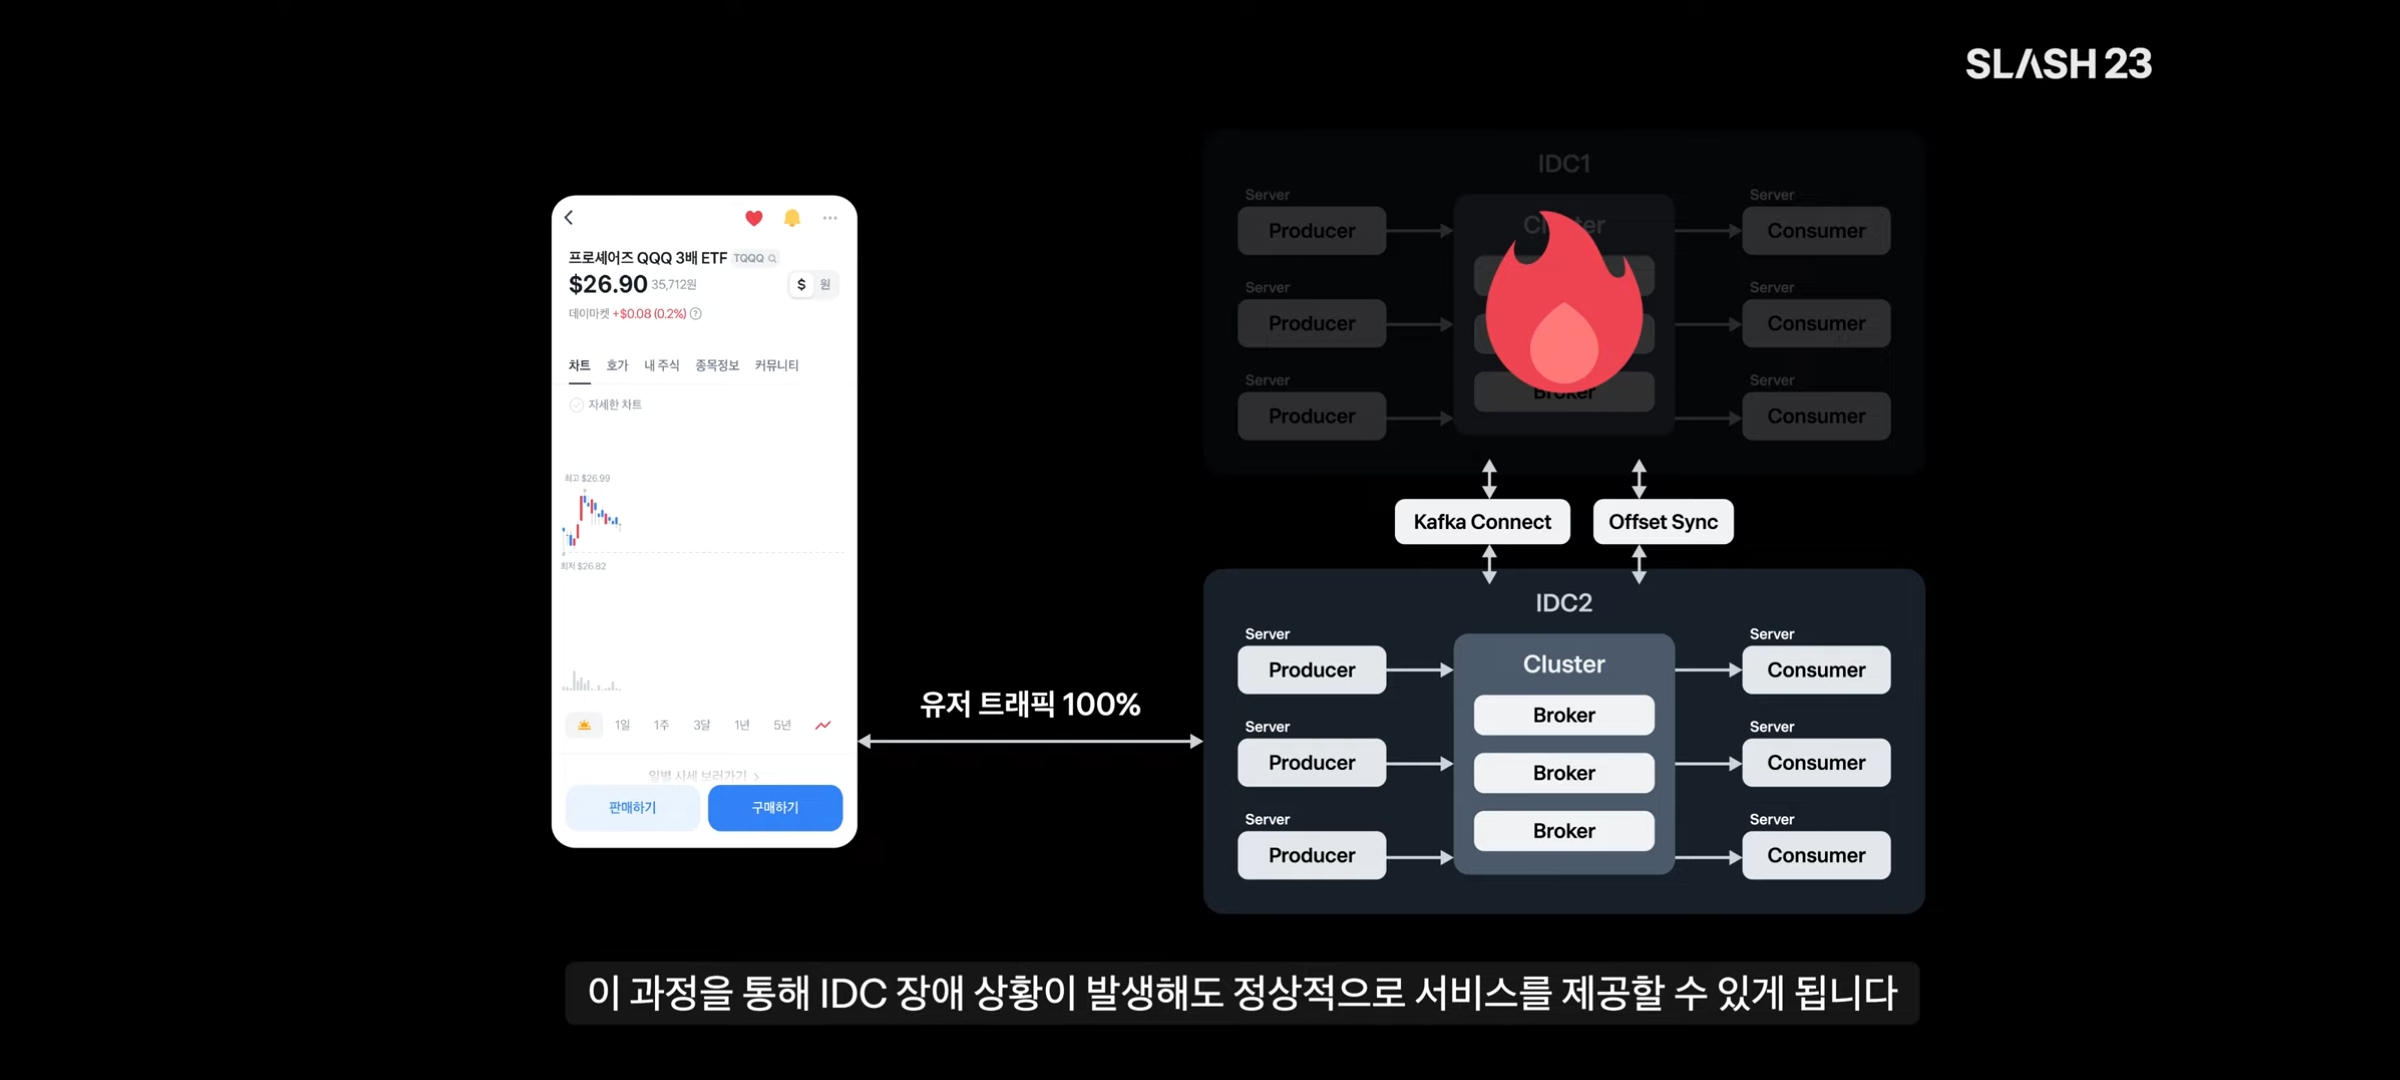 SLASH 23
프로셰어즈 QQQ 3배 ETF TQQQ
$26.90 35,712원
$ 원
데이마켓 +$0.08 (0.2%) ?
차트 호가 내 주식 종목정보 커뮤니티
자세한 차트
최고 $26.99
최저 $26.82
1일 1주 3달 1년 5년
일별 시세 보러가기 >
판매하기 구매하기
유저 트래픽 100%
IDC1
Server
Producer
Server
Producer
Server
Producer
Broker
Server
Consumer
Server
Consumer
Server
Consumer
Kafka Connect
Offset Sync
IDC2
Server
Producer
Server
Producer
Server
Producer
Cluster
Broker
Broker
Broker
Server
Consumer
Server
Consumer
Server
Consumer
이 과정을 통해 IDC 장애 상황이 발생해도 정상적으로 서비스를 제공할 수 있게 됩니다